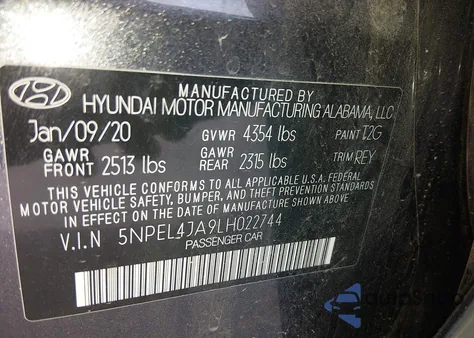 MANUFACTURED BY
HYUNDAI MOTOR MANUFACTURING ALABAMA, LLC
Jan/09/20 GVWR 4354 lbs PAINT I2G
GAWR FRONT 2513 lbs GAWR REAR 2315 lbs TRIM REY
THIS VEHICLE CONFORMS TO ALL APPLICABLE U.S.A. FEDERAL
MOTOR VEHICLE SAFETY, BUMPER, AND THEFT PREVENTION STANDARDS
IN EFFECT ON THE DATE OF MANUFACTURE SHOWN ABOVE.
V.I.N 5NPEL4JA9LH022744
PASSENGER CAR